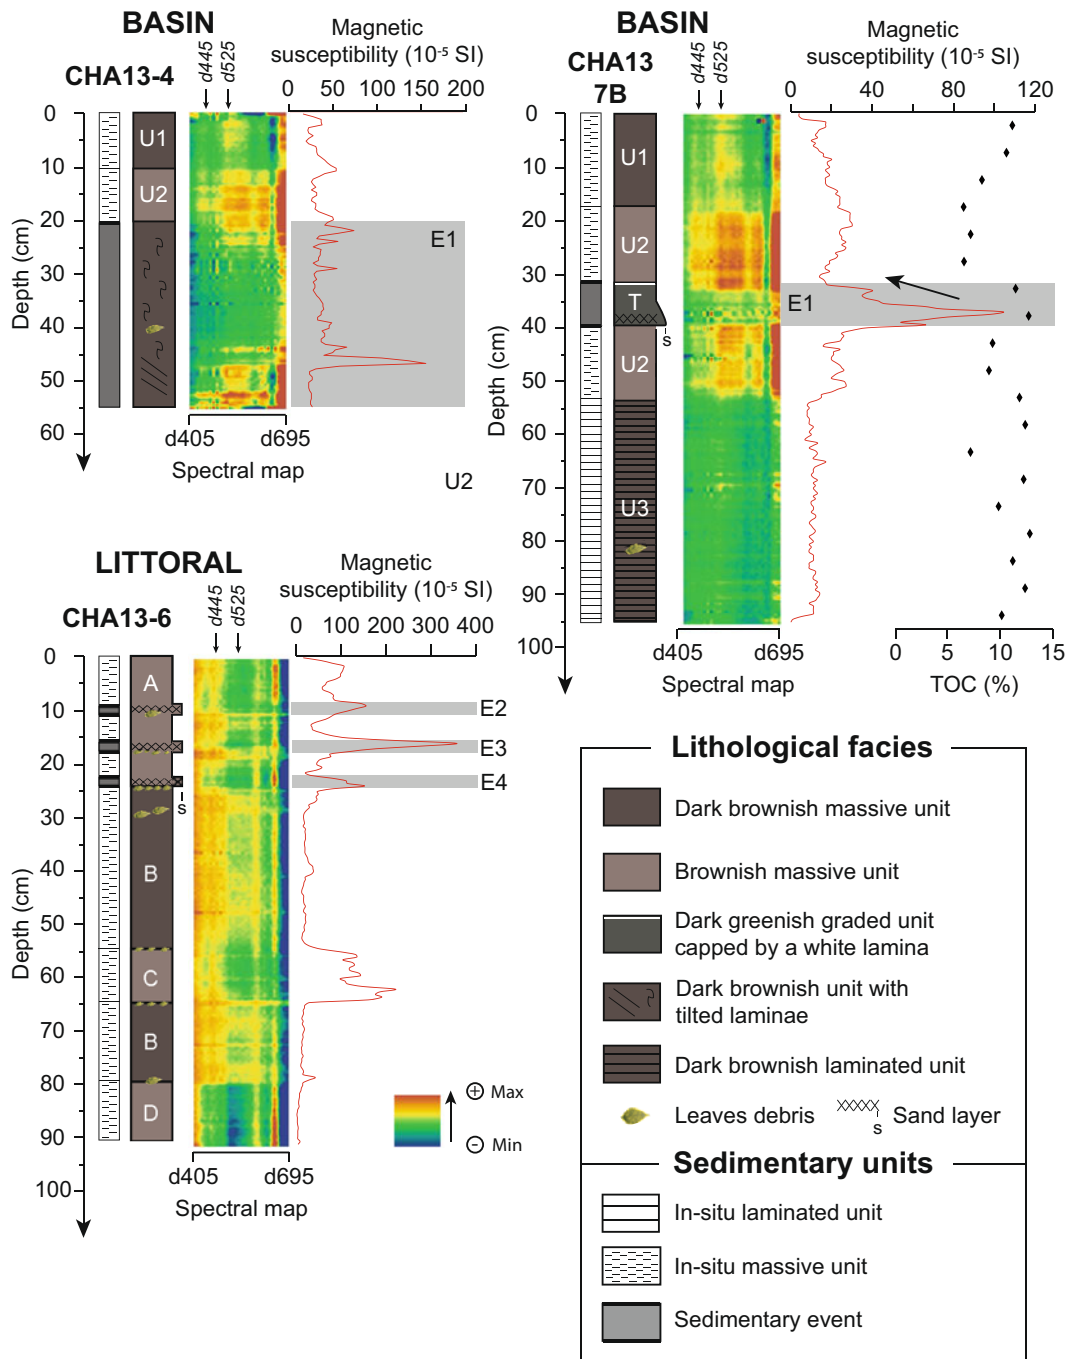 BASIN
CHA13-4
d445
d525
Magnetic
susceptibility (10⁻⁵ SI)
0 50 100 150 200
0
10
20
30
40
50
60
Depth (cm)
U1
U2
E1
d405 d695
Spectral map
U2
BASIN
CHA13
7B
d445
d525
Magnetic
susceptibility (10⁻⁵ SI)
0 40 80 120
0
10
20
30
40
50
60
70
80
90
100
Depth (cm)
U1
U2
T
s
U2
U3
E1
d405 d695
Spectral map
0 5 10 15
TOC (%)
LITTORAL
CHA13-6
d445
d525
Magnetic
susceptibility (10⁻⁵ SI)
0 100 200 300 400
0
10
20
30
40
50
60
70
80
90
100
Depth (cm)
A
s
B
C
B
D
E2
E3
E4
d405 d695
Spectral map
+ Max
- Min
Lithological facies
Dark brownish massive unit
Brownish massive unit
Dark greenish graded unit
capped by a white lamina
Dark brownish unit with
tilted laminae
Dark brownish laminated unit
Leaves debris
s
Sand layer
Sedimentary units
In-situ laminated unit
In-situ massive unit
Sedimentary event